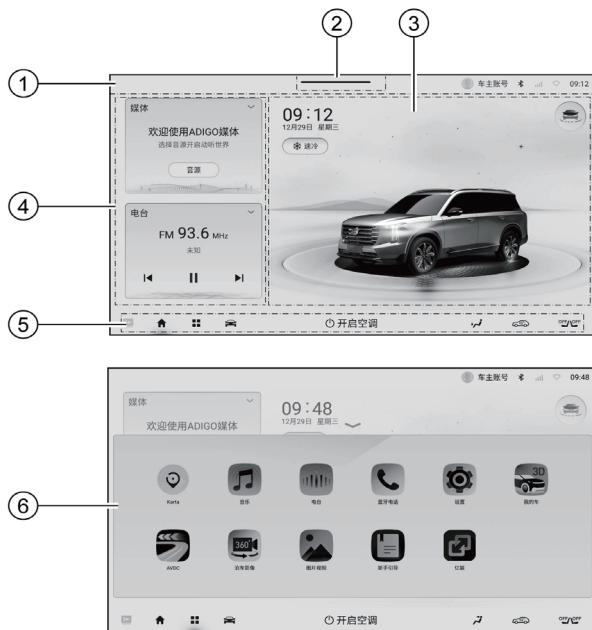 ②
③
①
车主账号
09:12
媒体
欢迎使用ADIGO媒体
选择音源开启动听世界
音源
09:12
12月29日 星期三
速冷
④
电台
FM 93.6 MHz
未知
⑤
开启空调
OFF OFF
车主账号
09:48
媒体
欢迎使用ADIGO媒体
09:48
12月29日 星期三
⑥
Karta
音乐
电台
蓝牙电话
设置
3D
我的车
AVDC
360°
泊车影像
图片视频
新手引导
亿联
开启空调
OFF OFF